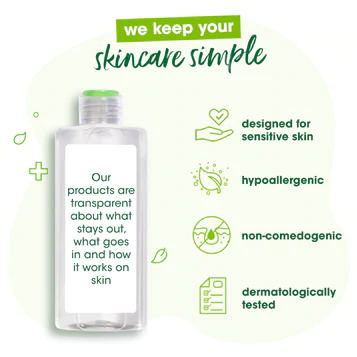 we keep your
skincare simple
Our
products are
transparent
about what
stays out,
what goes
in and how
it works on
skin
designed for
sensitive skin
hypoallergenic
non-comedogenic
dermatologically
tested